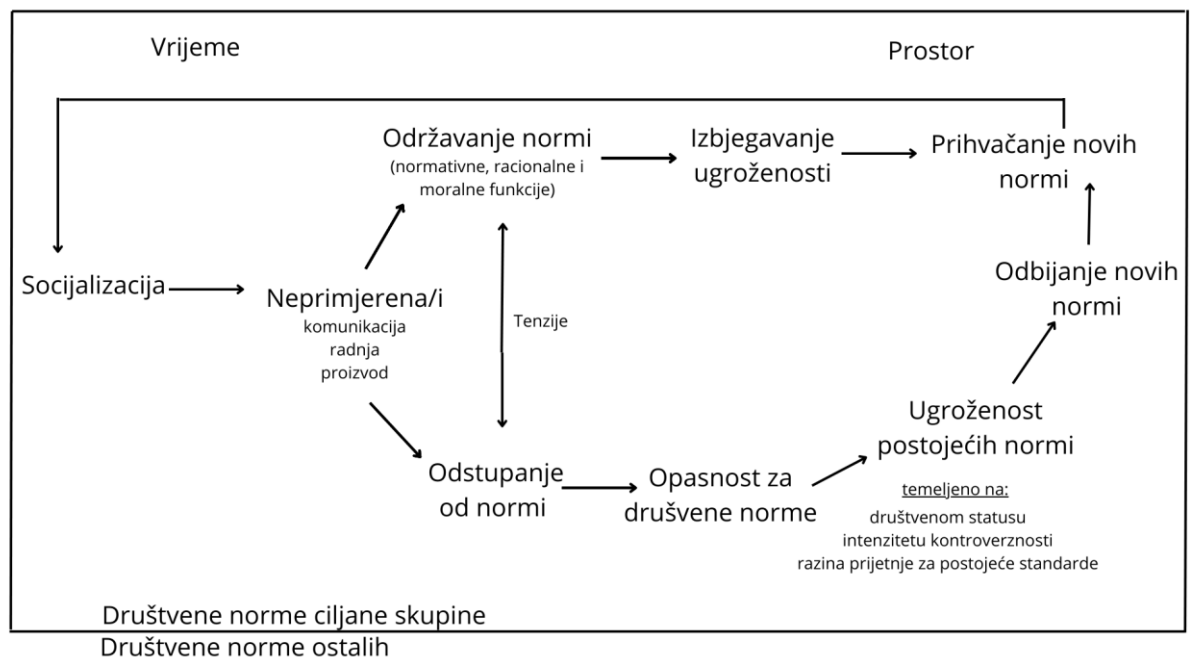 Vrijeme
Prostor
Održavanje normi
(normativne, racionalne i
moralne funkcije)
Izbjegavanje
ugroženosti
Prihvačanje novih
normi
Socijalizacija
Neprimjerena/i
komunikacija
radnja
proizvod
Tenzije
Odbijanje novih
normi
Odstupanje
od normi
Opasnost za
drušvene norme
Ugroženost
postojećih normi
temeljeno na:
društvenom statusu
intenzitetu kontroverznosti
razina prijetnje za postojeće standarde
Društvene norme ciljane skupine
Društvene norme ostalih